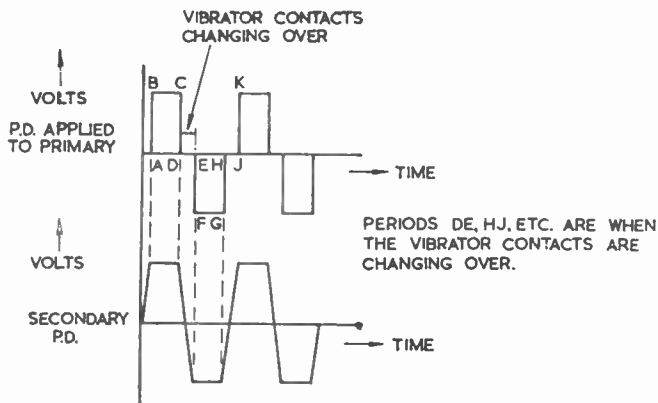 VIBRATOR CONTACTS
CHANGING OVER
B C K
VOLTS
P.D. APPLIED
TO PRIMARY
A D E H J
TIME
F G
PERIODS DE, HJ, ETC. ARE WHEN
THE VIBRATOR CONTACTS ARE
CHANGING OVER.
VOLTS
SECONDARY
P.D.
TIME